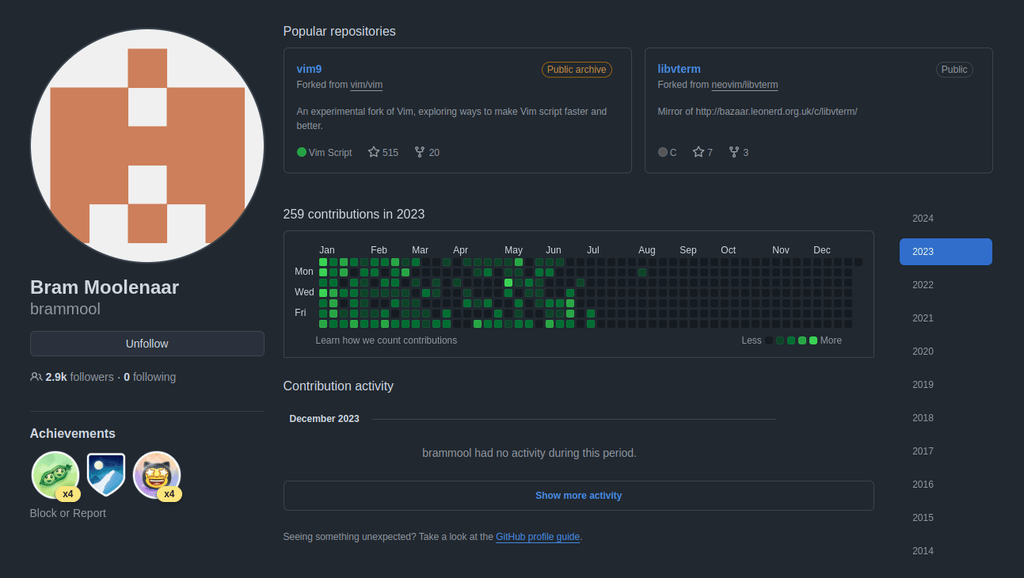 Bram Moolenaar
brammool
Unfollow
2.9k followers · 0 following
Achievements
x4
x4
Block or Report
Popular repositories
vim9
Public archive
Forked from vim/vim
An experimental fork of Vim, exploring ways to make Vim script faster and
better.
Vim Script 515 20
libvterm
Public
Forked from neovim/libvterm
Mirror of http://bazaar.leonerd.org.uk/c/libvterm/
C 7 3
259 contributions in 2023
Jan Feb Mar Apr May Jun Jul Aug Sep Oct Nov Dec
Mon
Wed
Fri
Learn how we count contributions
Less More
Contribution activity
December 2023
brammool had no activity during this period.
Show more activity
Seeing something unexpected? Take a look at the GitHub profile guide.
2024
2023
2022
2021
2020
2019
2018
2017
2016
2015
2014